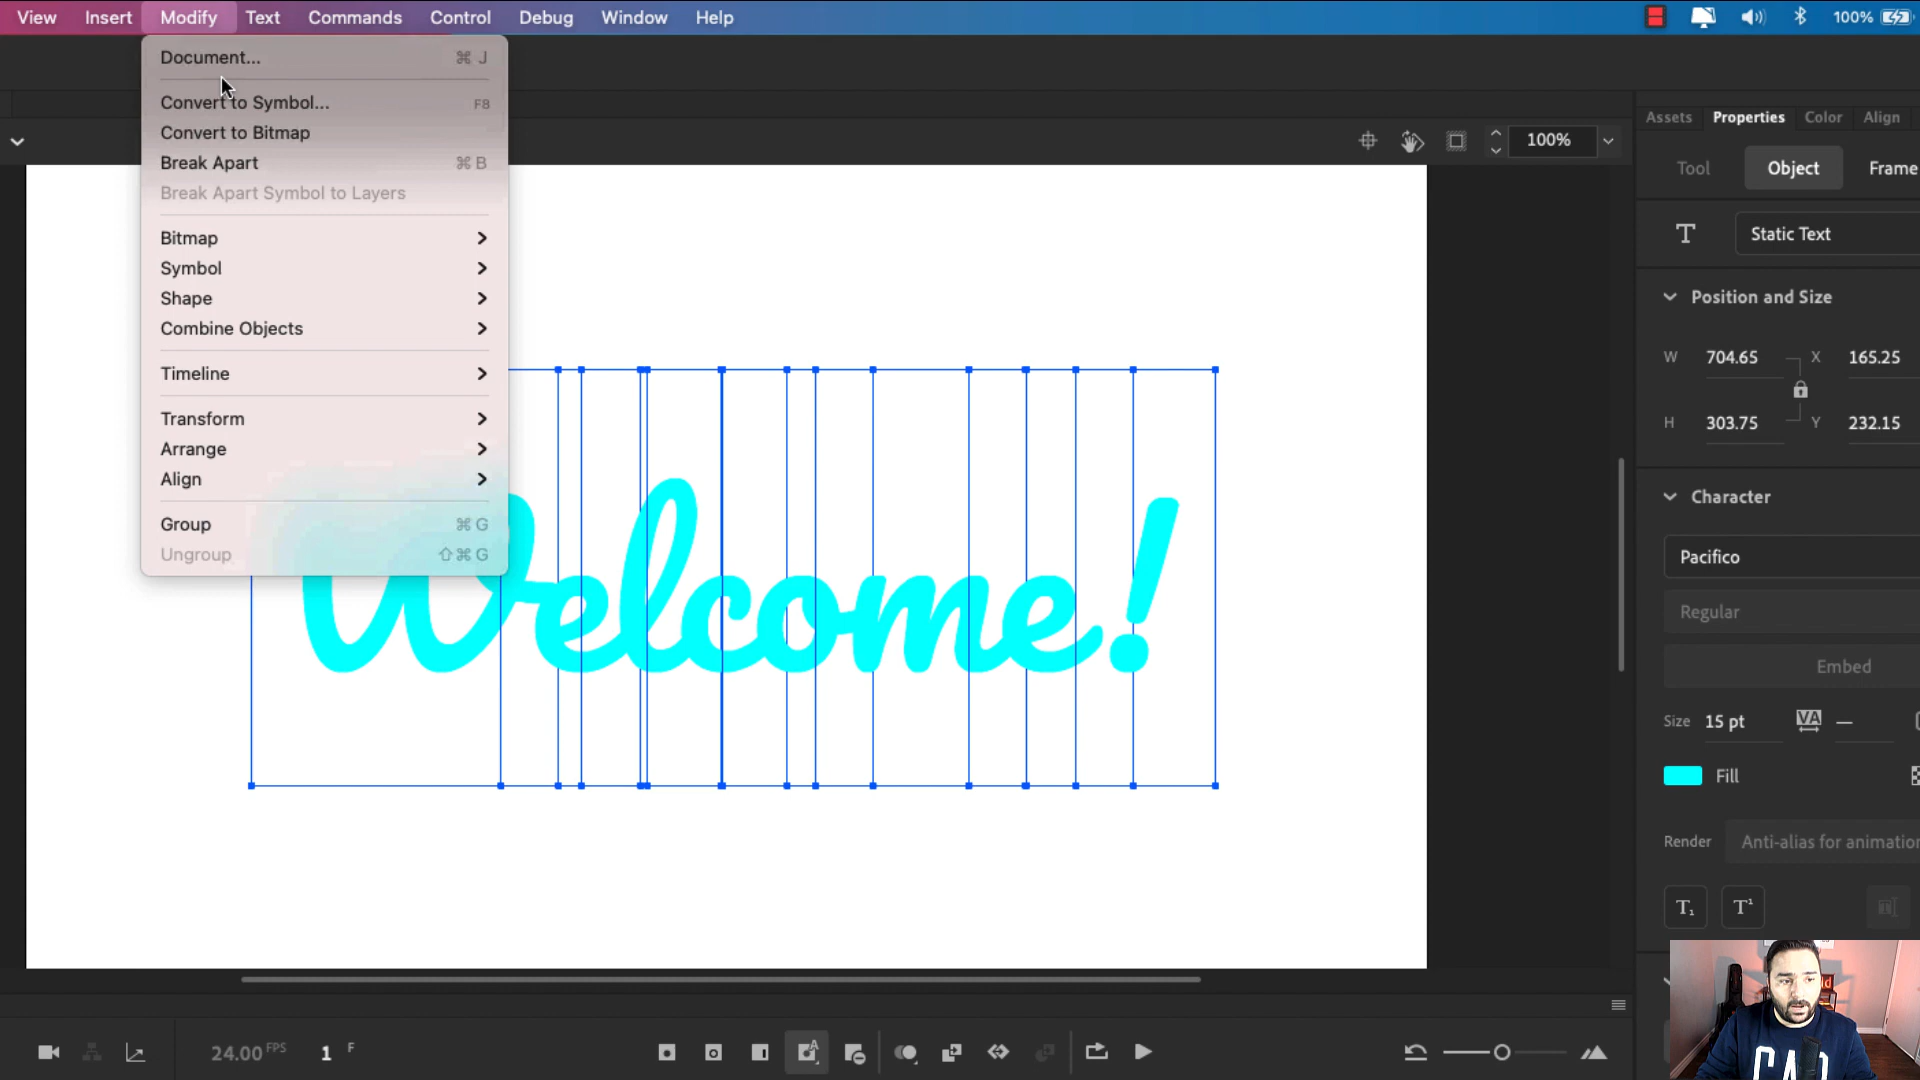 View Insert Modify Text Commands Control Debug Window Help 100%
Document... ⌘ J
Convert to Symbol... F8
Convert to Bitmap
Break Apart ⌘ B
Break Apart Symbol to Layers
Bitmap
Symbol
Shape
Combine Objects
Timeline
Transform
Arrange
Align
Group ⌘ G
Ungroup ⇧ ⌘ G
100%
Welcome!
Assets Properties Color Align
Tool Object Frame
T Static Text
Position and Size
W 704.65 X 165.25
H 303.75 Y 232.15
Character
Pacifico
Regular
Embed
Size 15 pt VA —
Fill
Render Anti-alias for animation
T₁ T¹
24.00 FPS 1 F